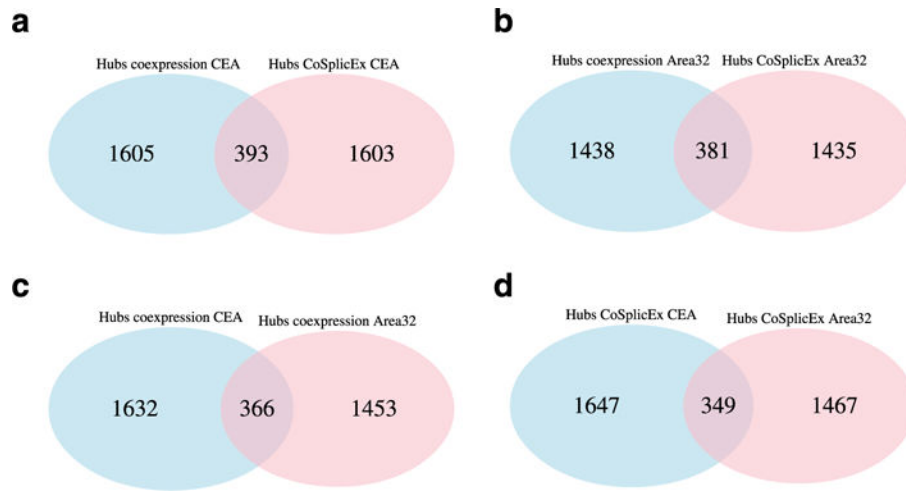 a
Hubs coexpression CEA Hubs CoSplicEx CEA
1605 393 1603
b
Hubs coexpression Area32 Hubs CoSplicEx Area32
1438 381 1435
c
Hubs coexpression CEA Hubs coexpression Area32
1632 366 1453
d
Hubs CoSplicEx CEA Hubs CoSplicEx Area32
1647 349 1467